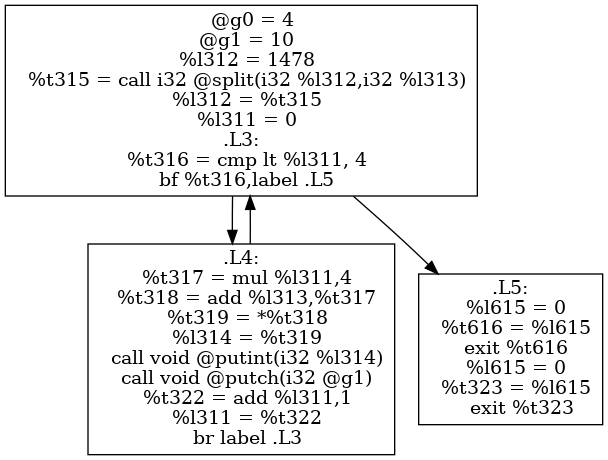 @g0 = 4
@g1 = 10
%l312 = 1478
%t315 = call i32 @split(i32 %l312,i32 %l313)
%l312 = %t315
%l311 = 0
.L3:
%t316 = cmp lt %l311, 4
bf %t316,label .L5
.L4:
%t317 = mul %l311,4
%t318 = add %l313,%t317
%t319 = *%t318
%l314 = %t319
call void @putint(i32 %l314)
call void @putch(i32 @g1)
%t322 = add %l311,1
%l311 = %t322
br label .L3
.L5:
%l615 = 0
%t616 = %l615
exit %t616
%l615 = 0
%t323 = %l615
exit %t323